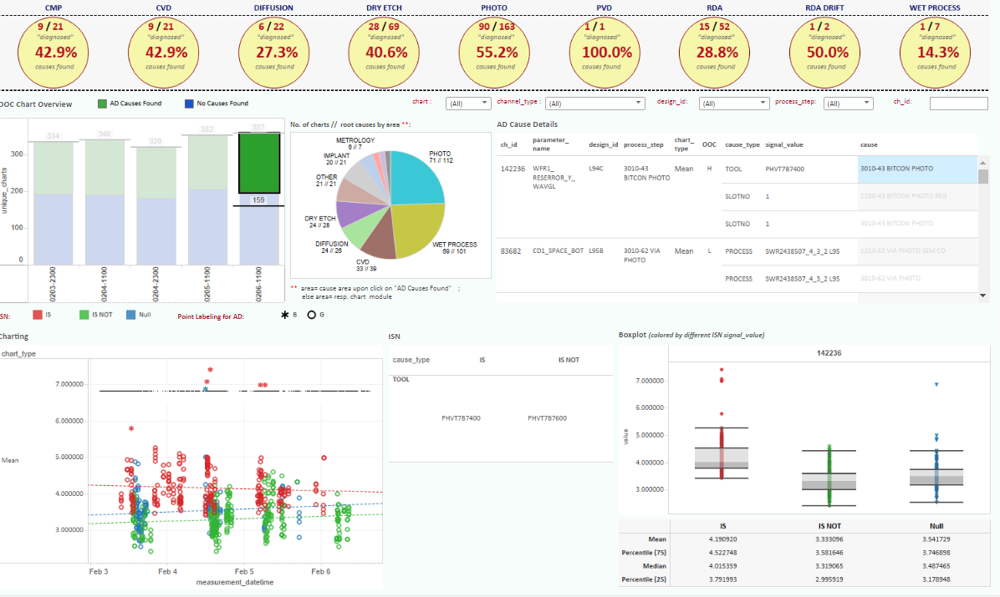 CMP CVD DIFFUSION DRY ETCH PHOTO PVD RDA RDA DRIFT WET PROCESS
9 / 21 9 / 21 6 / 22 28 / 69 90 / 163 1 / 1 15 / 52 1 / 2 1 / 7
"diagnosed" "diagnosed" "diagnosed" "diagnosed" "diagnosed" "diagnosed" "diagnosed" "diagnosed" "diagnosed"
42.9% 42.9% 27.3% 40.6% 55.2% 100.0% 28.8% 50.0% 14.3%
causes found causes found causes found causes found causes found causes found causes found causes found causes found
OOC Chart Overview AD Causes Found No Causes Found
chart : (All) channel_type : (All) design_id: (All) process_step: (All) ch_id:
unique_charts
300
200
100
0
334 340 352 357
159
0203-2300 0204-1100 0204-2300 0205-1100 0206-1100
No. of charts // root causes by area **:
METROLOGY
6 // 7
IMPLANT
20 // 21
OTHER
21 // 21
DRY ETCH
24 // 28
DIFFUSION
24 // 26
CVD
33 // 39
PHOTO
71 // 112
WET PROCESS
69 // 101
** area= cause area upon click on "AD Causes Found" ;
else area= resp. chart module
AD Cause Details
ch_id parameter_ name design_id process_step chart_ type OOC cause_type signal_value cause
142236 WFR1_ RESERROR_Y_ WAVGL L94C 3010-43 BITCON PHOTO Mean H TOOL PHVT7B7400 3010-43 BITCON PHOTO
SLOTNO 1 1200-43 BITCON PHOTO REG
SLOTNO 1 3010-43 BITCON PHOTO
83682 CD1_SPACE_BOT L95B 3010-62 VIA PHOTO Mean L PROCESS SWR2438507_4_3_2 L95 1210-62 VIA PHOTO SEM CD
PROCESS SWR2438507_4_3_2 L95 3010-62 VIA PHOTO
ISN: IS IS NOT Null Point Labeling for AD: B G
Charting
chart_type
Mean
7.000000
6.000000
5.000000
4.000000
3.000000
Feb 3 Feb 4 Feb 5 Feb 6
measurement_datetime
ISN
cause_type IS IS NOT
TOOL
PHVT7B7400 PHVT7B7600
Boxplot (colored by different ISN signal_value)
142236
value
7.000000
6.000000
5.000000
4.000000
3.000000
IS IS NOT Null
Mean 4.190920 3.333096 3.541729
Percentile (75) 4.522748 3.581646 3.746898
Median 4.015359 3.319065 3.487465
Percentile (25) 3.791993 2.995919 3.178948